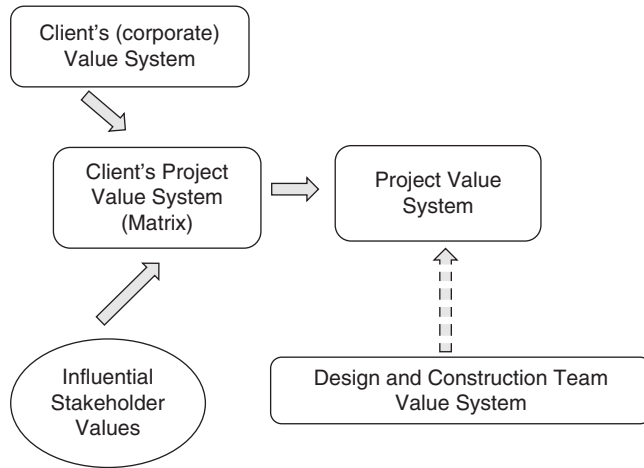 Client's (corporate)
Value System
Client's Project
Value System
(Matrix)
Project Value
System
Influential
Stakeholder
Values
Design and Construction Team
Value System